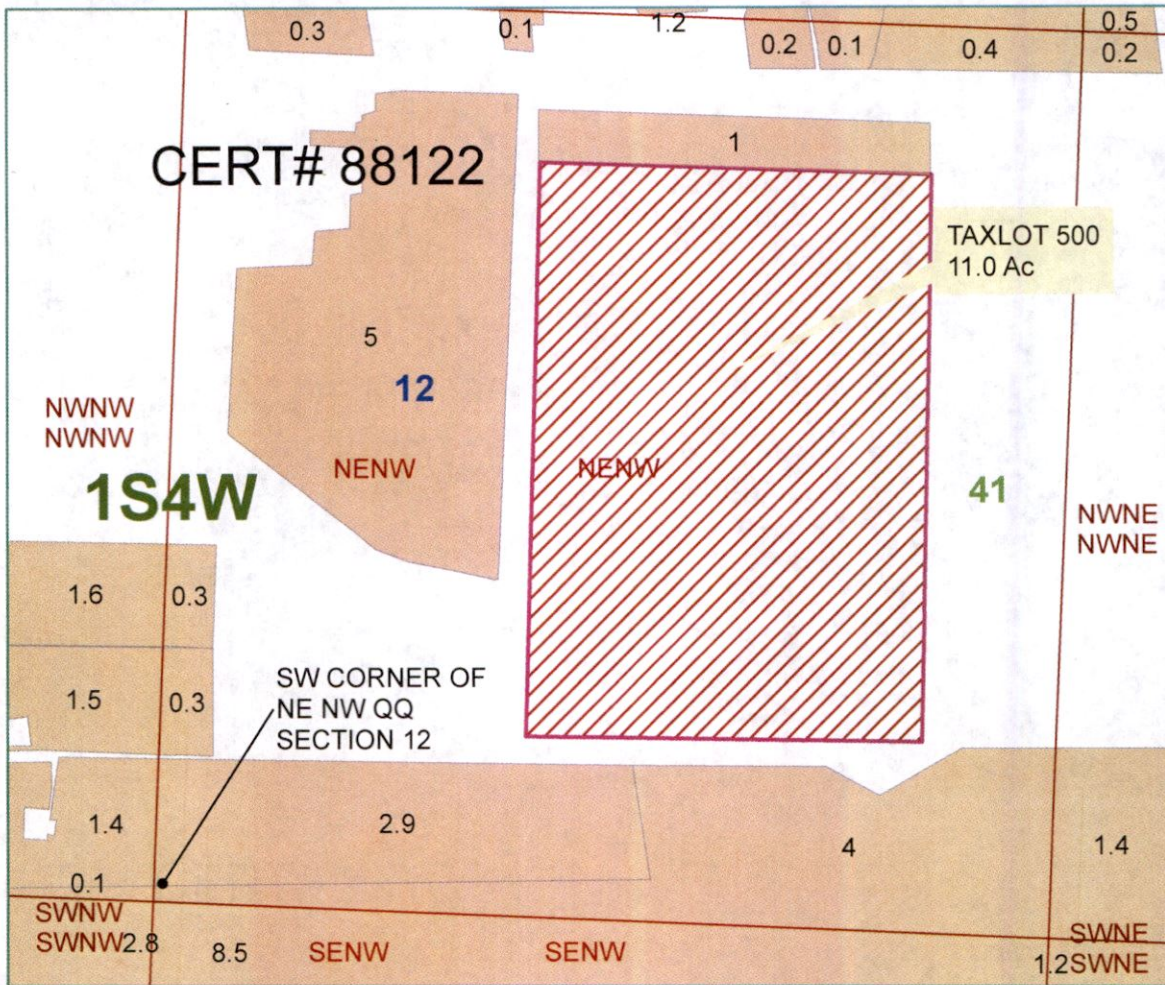 0.3
0.1
1.2
0.2
0.1
0.4
0.5
0.2
1
CERT# 88122
TAXLOT 500
11.0 Ac
5
12
NWNW
NWNW
NENW
NENW
1S4W
41
NWNE
NWNE
1.6
0.3
1.5
0.3
SW CORNER OF
NE NW QQ
SECTION 12
1.4
2.9
4
1.4
0.1
SWNW
SWNW
2.8
8.5
SENW
SENW
SWNE
1.2
SWNE